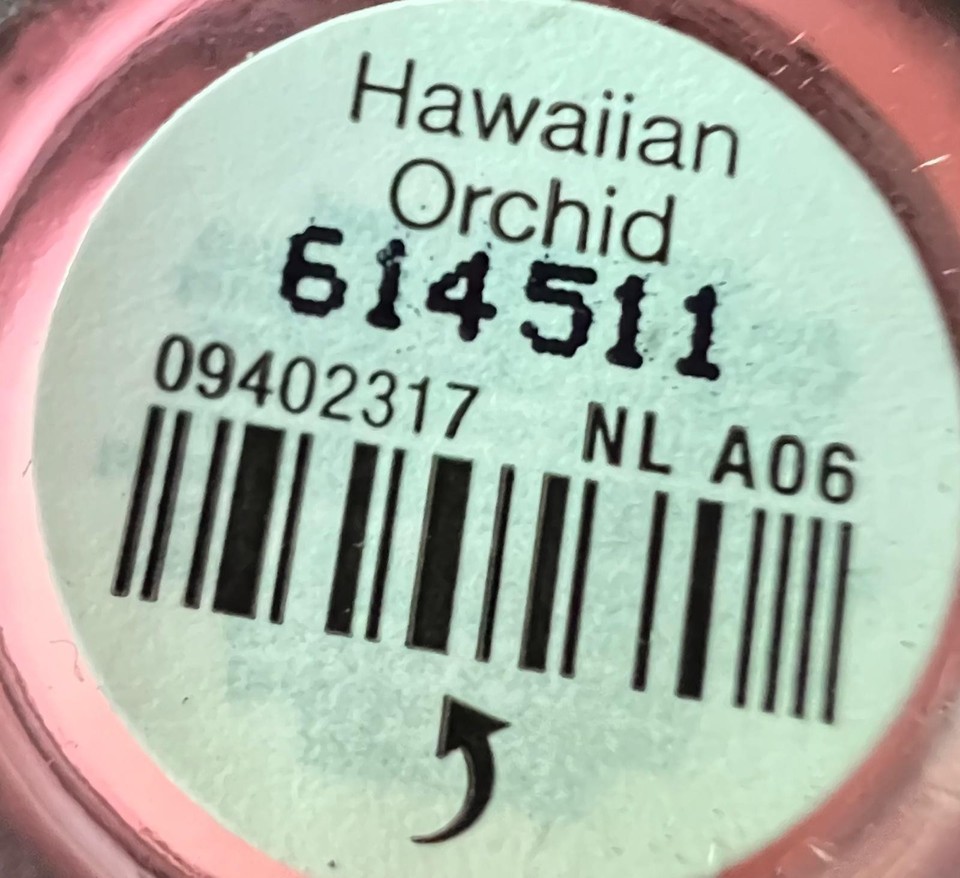 Hawaiian
Orchid
614511
09402317 NL A06